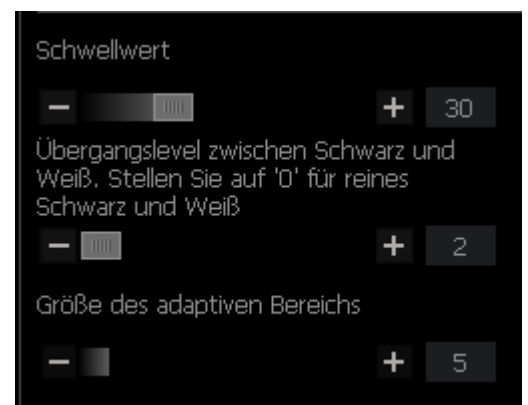 Schwellwert
− + 30
Übergangslevel zwischen Schwarz und
Weiß. Stellen Sie auf '0' für reines
Schwarz und Weiß
− + 2
Größe des adaptiven Bereichs
− + 5